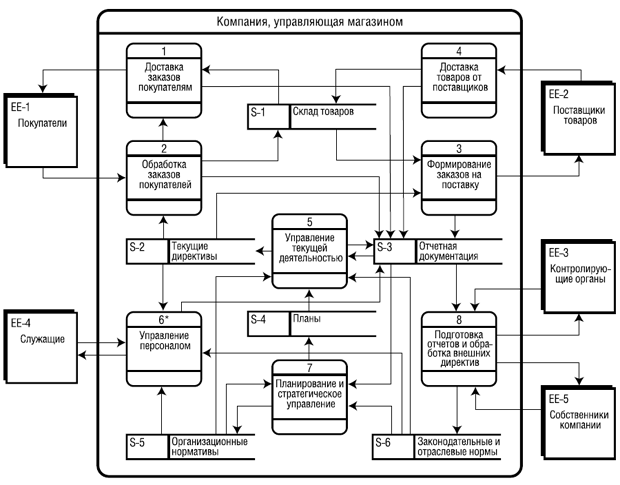 Компания, управляющая магазином
1
Доставка
заказов
покупателям
4
Доставка
товаров от
поставщиков
EE-1
Покупатели
EE-2
Поставщики
товаров
S-1
Склад товаров
2
Обработка
заказов
покупателей
3
Формирование
заказов на
поставку
5
Управление
текущей
деятельностью
S-2
Текущие
директивы
S-3
Отчетная
документация
EE-3
Контролирую-
щие органы
EE-4
Служащие
6*
Управление
персоналом
S-4
Планы
8
Подготовка
отчетов и обра-
ботка внешних
директив
7
Планирование и
стратегическое
управление
EE-5
Собственники
компании
S-5
Организационные
нормативы
S-6
Законодательные и
отраслевые нормы